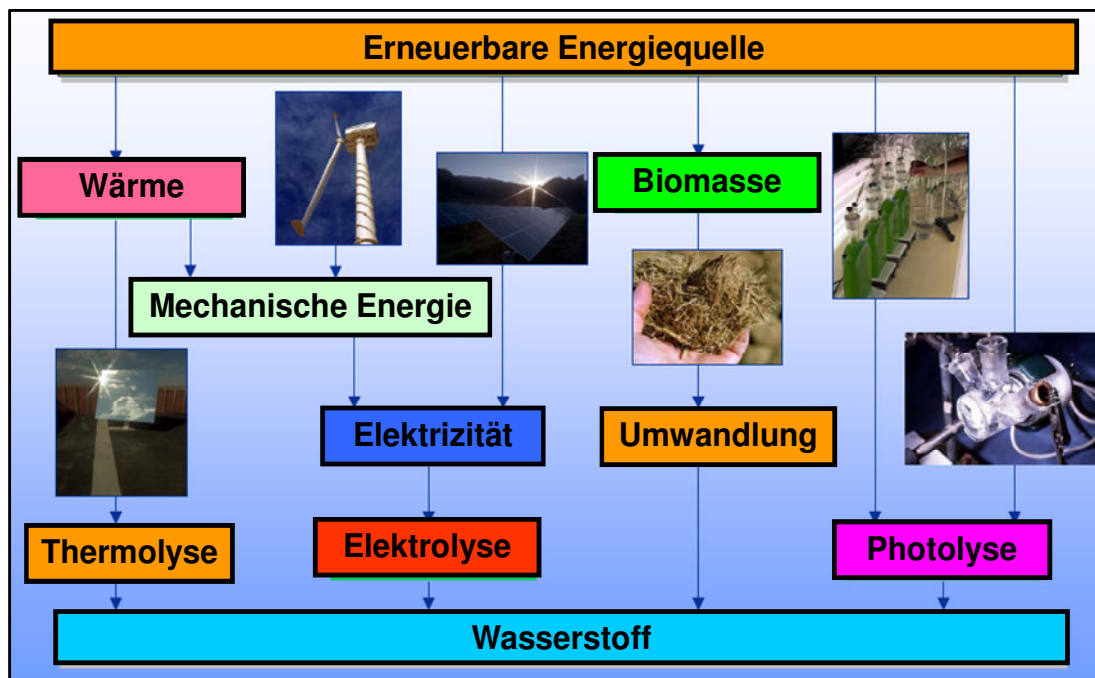 Erneuerbare Energiequelle
Wärme
Biomasse
Mechanische Energie
Elektrizität
Umwandlung
Thermolyse
Elektrolyse
Photolyse
Wasserstoff